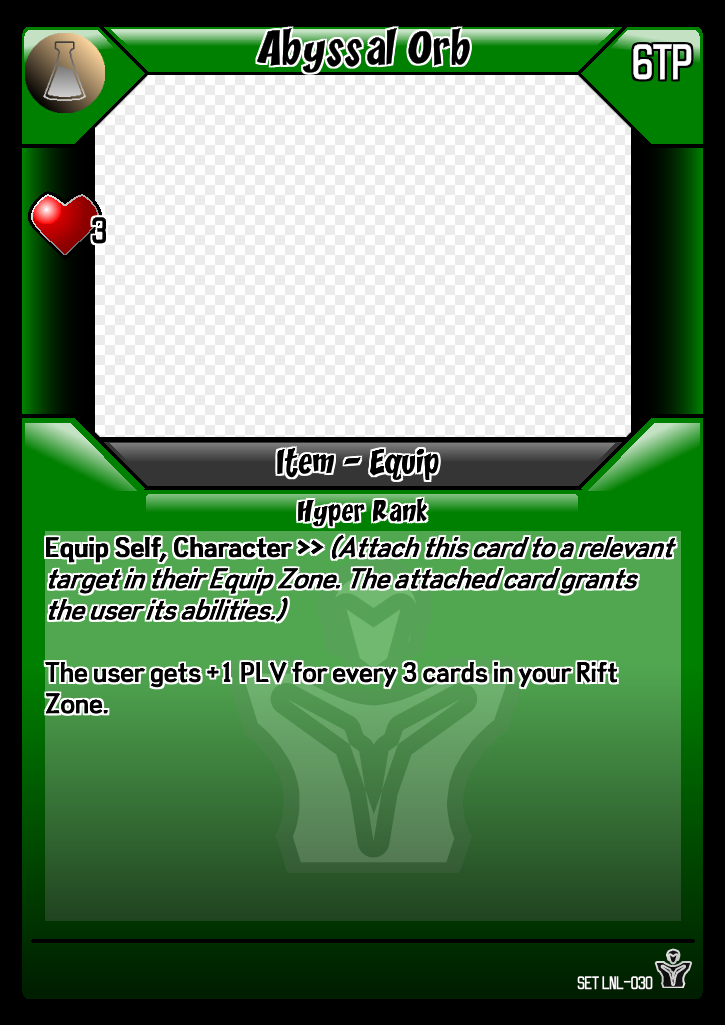 Abyssal Orb
6TP
3
Item - Equip
Hyper Rank
Equip Self, Character >> (Attach this card to a relevant
target in their Equip Zone. The attached card grants
the user its abilities.)
The user gets +1 PLV for every 3 cards in your Rift
Zone.
SET LNL-030